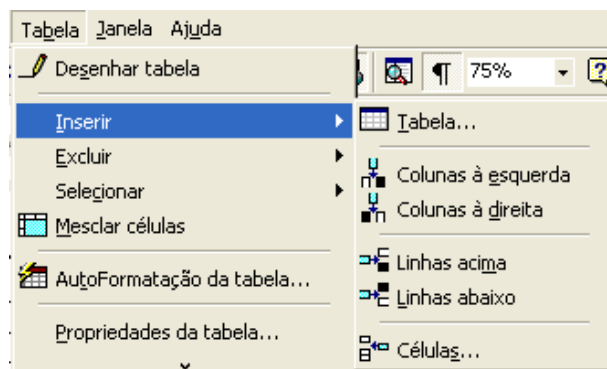 Tabela Janela Ajuda
Desenhar tabela
¶ 75%
Inserir
Excluir
Selecionar
Mesclar células
AutoFormatação da tabela...
Propriedades da tabela...
Tabela...
Colunas à esquerda
Colunas à direita
Linhas acima
Linhas abaixo
Células...